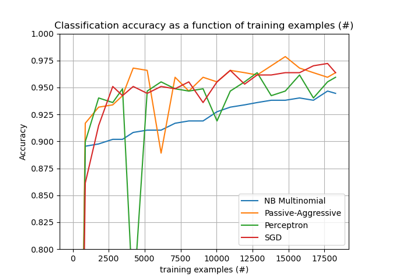 Classification accuracy as a function of training examples (#)
1.000
0.975
0.950
0.925
0.900
0.875
0.850
0.825
0.800
Accuracy
NB Multinomial
Passive-Aggressive
Perceptron
SGD
0 2500 5000 7500 10000 12500 15000 17500
training examples (#)